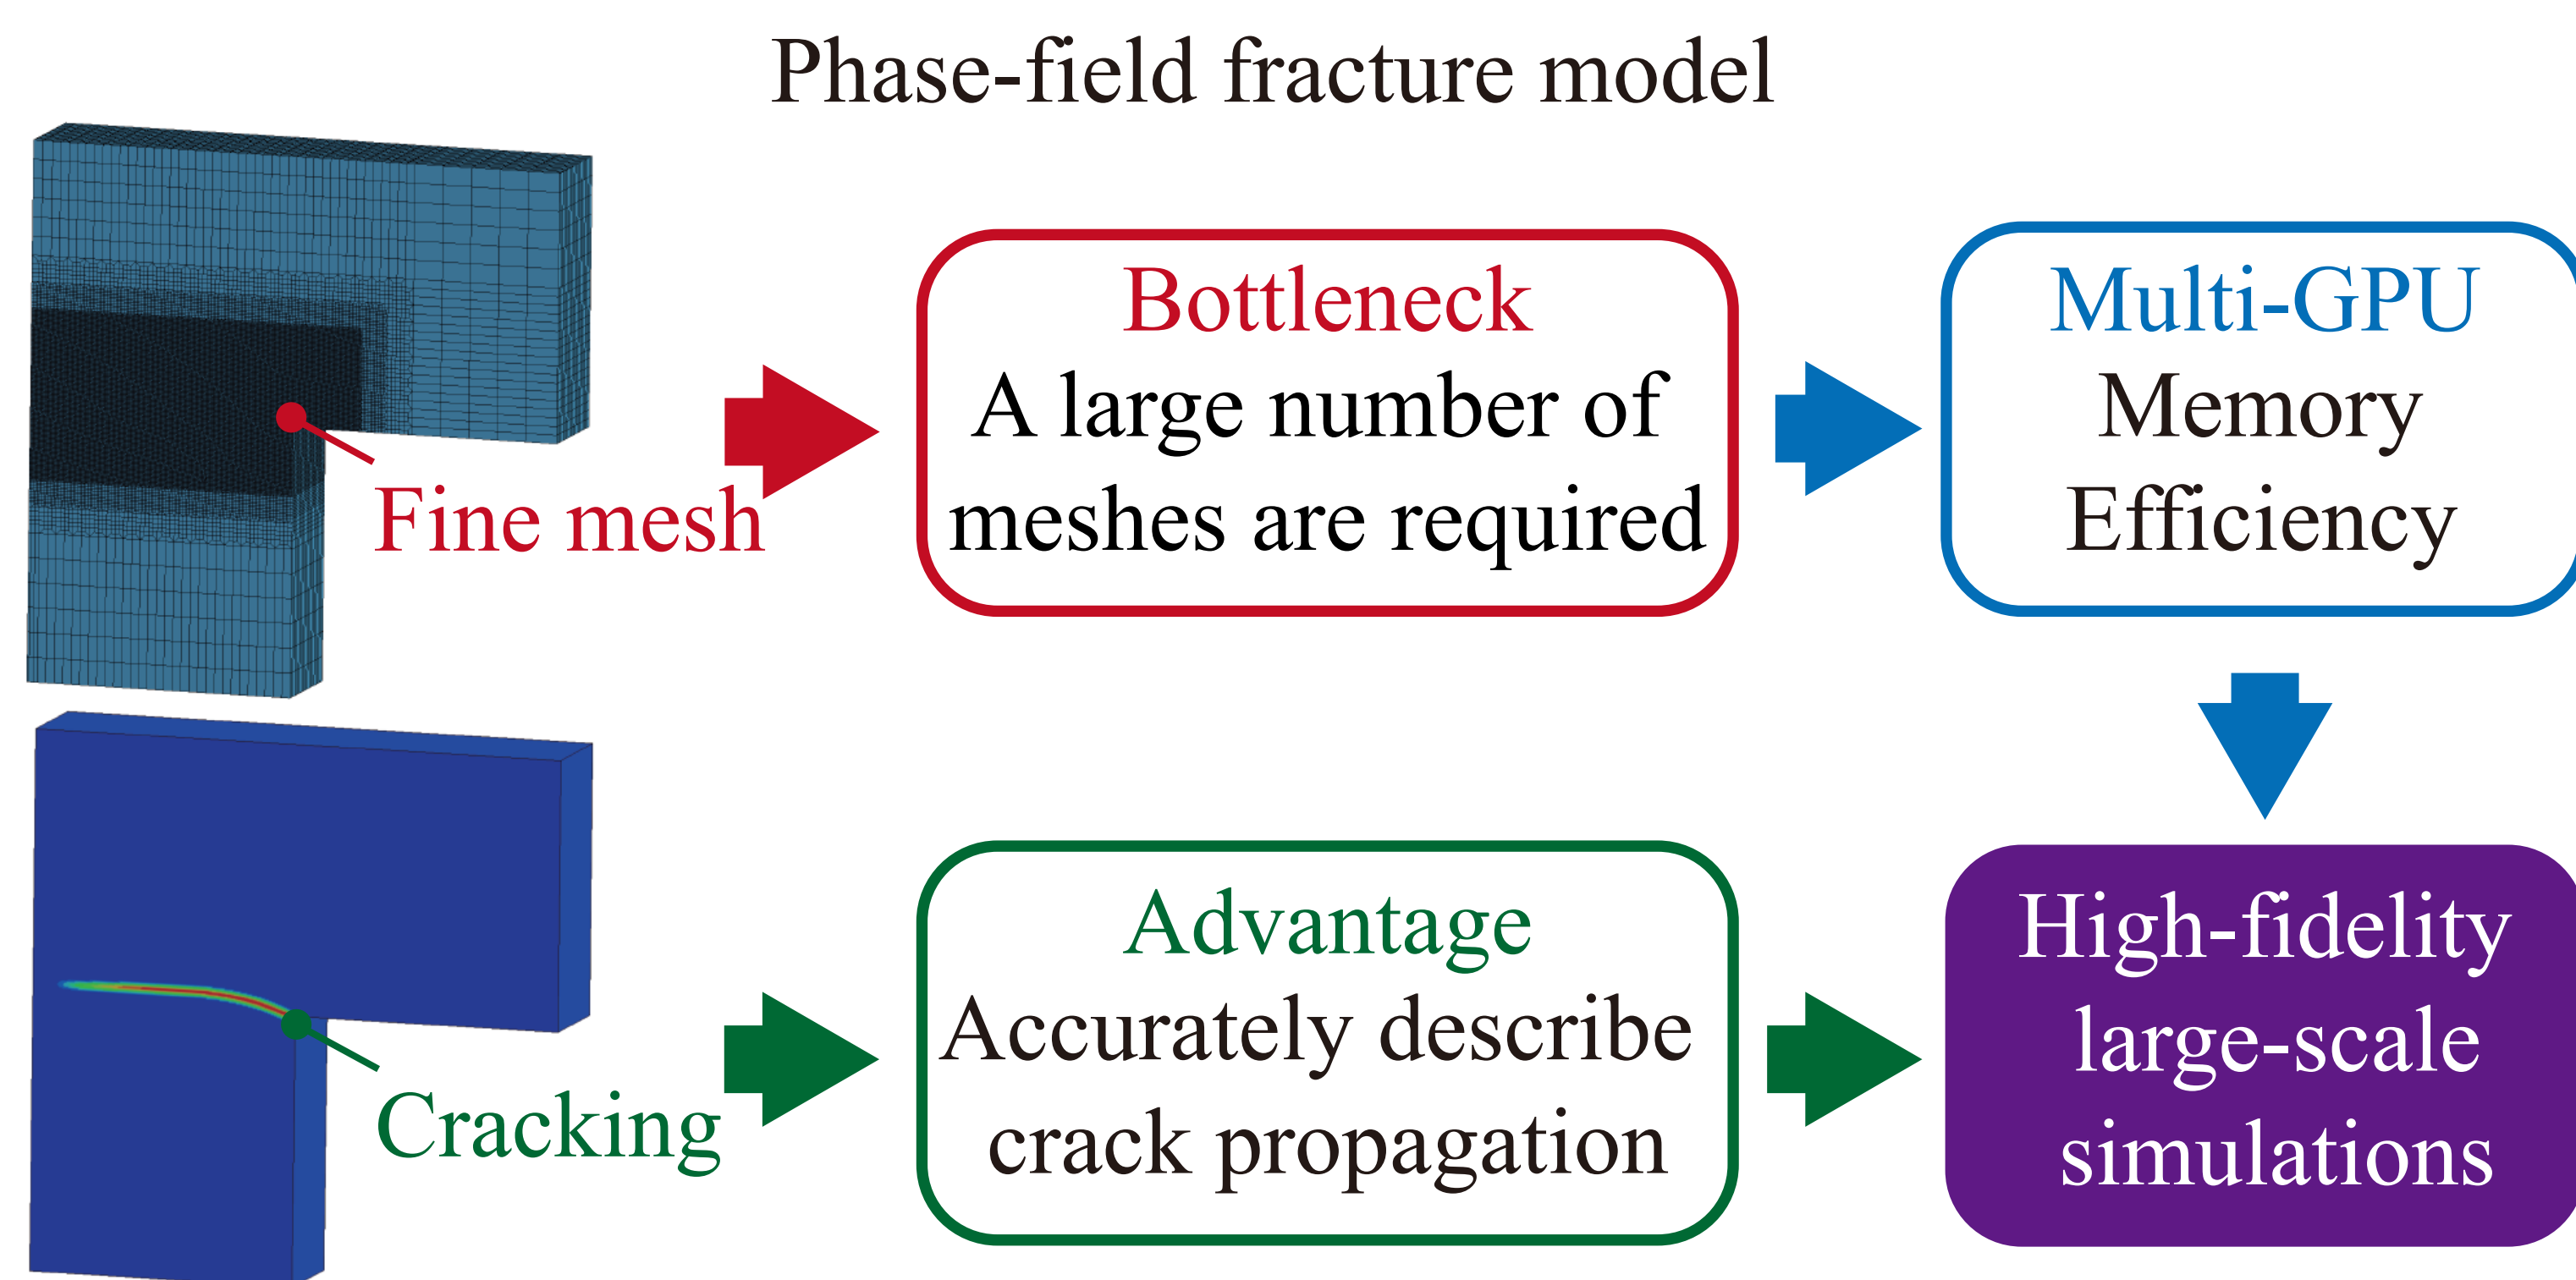 Phase-field fracture model
Fine mesh
Bottleneck
A large number of
meshes are required
Multi-GPU
Memory
Efficiency
Cracking
Advantage
Accurately describe
crack propagation
High-fidelity
large-scale
simulations